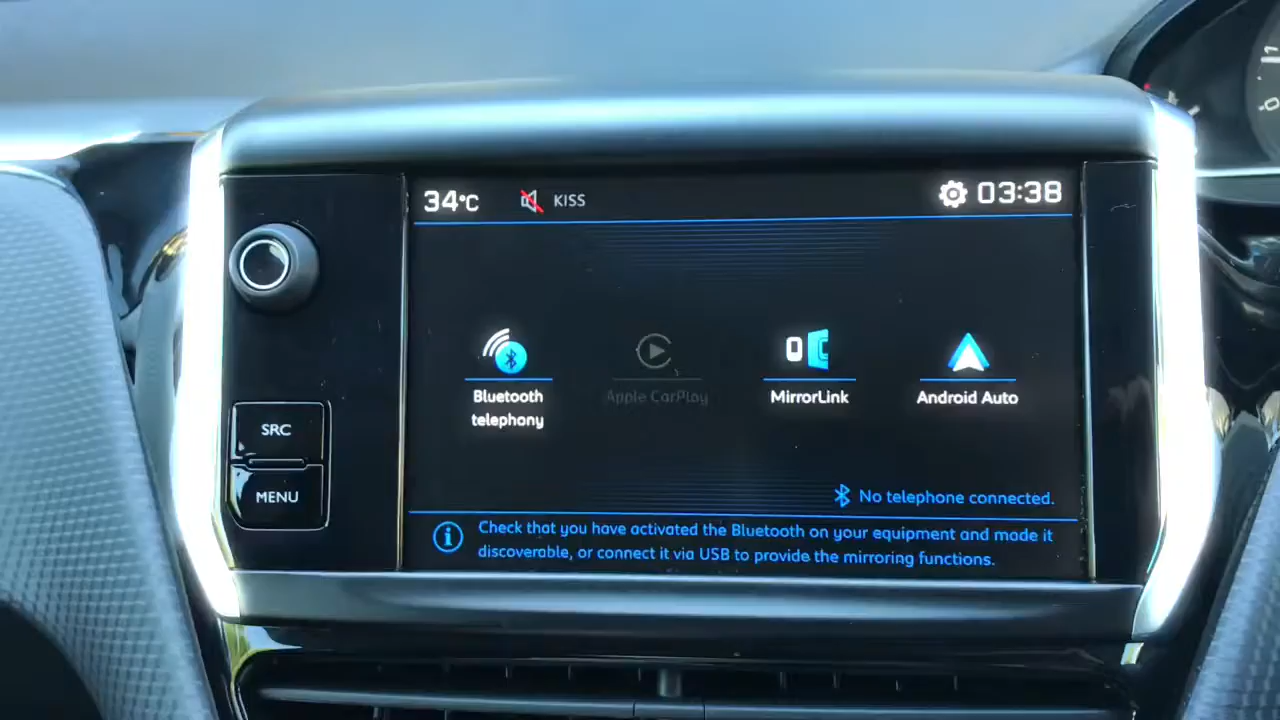 34°C KISS 03:38
Bluetooth telephony
Apple CarPlay
MirrorLink
Android Auto
SRC
MENU
No telephone connected.
Check that you have activated the Bluetooth on your equipment and made it
discoverable, or connect it via USB to provide the mirroring functions.